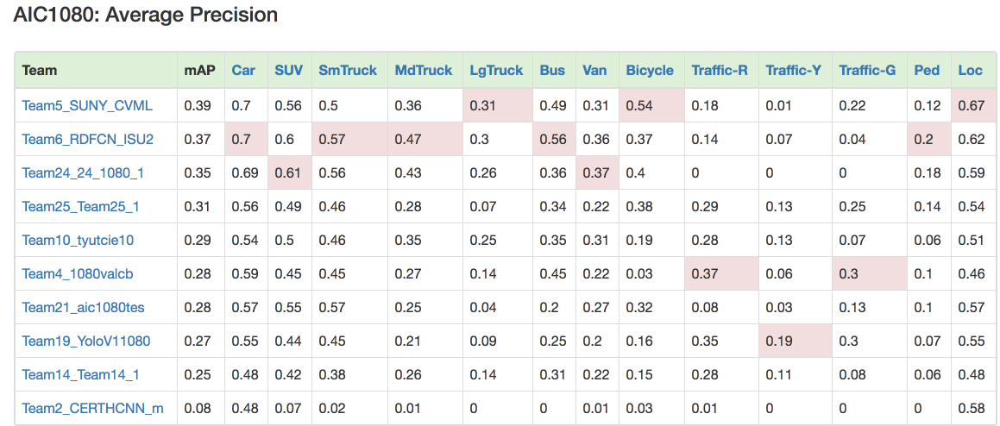 AIC1080: Average Precision
Team mAP Car SUV SmTruck MdTruck LgTruck Bus Van Bicycle Traffic-R Traffic-Y Traffic-G Ped Loc
Team5_SUNY_CVML 0.39 0.7 0.56 0.5 0.36 0.31 0.49 0.31 0.54 0.18 0.01 0.22 0.12 0.67
Team6_RDFCN_ISU2 0.37 0.7 0.6 0.57 0.47 0.3 0.56 0.36 0.37 0.14 0.07 0.04 0.2 0.62
Team24_24_1080_1 0.35 0.69 0.61 0.56 0.43 0.26 0.36 0.37 0.4 0 0 0 0.18 0.59
Team25_Team25_1 0.31 0.56 0.49 0.46 0.28 0.07 0.34 0.22 0.38 0.29 0.13 0.25 0.14 0.54
Team10_tyutcie10 0.29 0.54 0.5 0.46 0.35 0.25 0.35 0.31 0.19 0.28 0.13 0.07 0.06 0.51
Team4_1080valcb 0.28 0.59 0.45 0.45 0.27 0.14 0.45 0.22 0.03 0.37 0.06 0.3 0.1 0.46
Team21_aic1080tes 0.28 0.57 0.55 0.57 0.25 0.04 0.2 0.27 0.32 0.08 0.03 0.13 0.1 0.57
Team19_YoloV11080 0.27 0.55 0.44 0.45 0.21 0.09 0.25 0.2 0.16 0.35 0.19 0.3 0.07 0.55
Team14_Team14_1 0.25 0.48 0.42 0.38 0.26 0.14 0.31 0.22 0.15 0.28 0.11 0.08 0.06 0.48
Team2_CERTHCNN_m 0.08 0.48 0.07 0.02 0.01 0 0 0.01 0.03 0.01 0 0 0 0.58